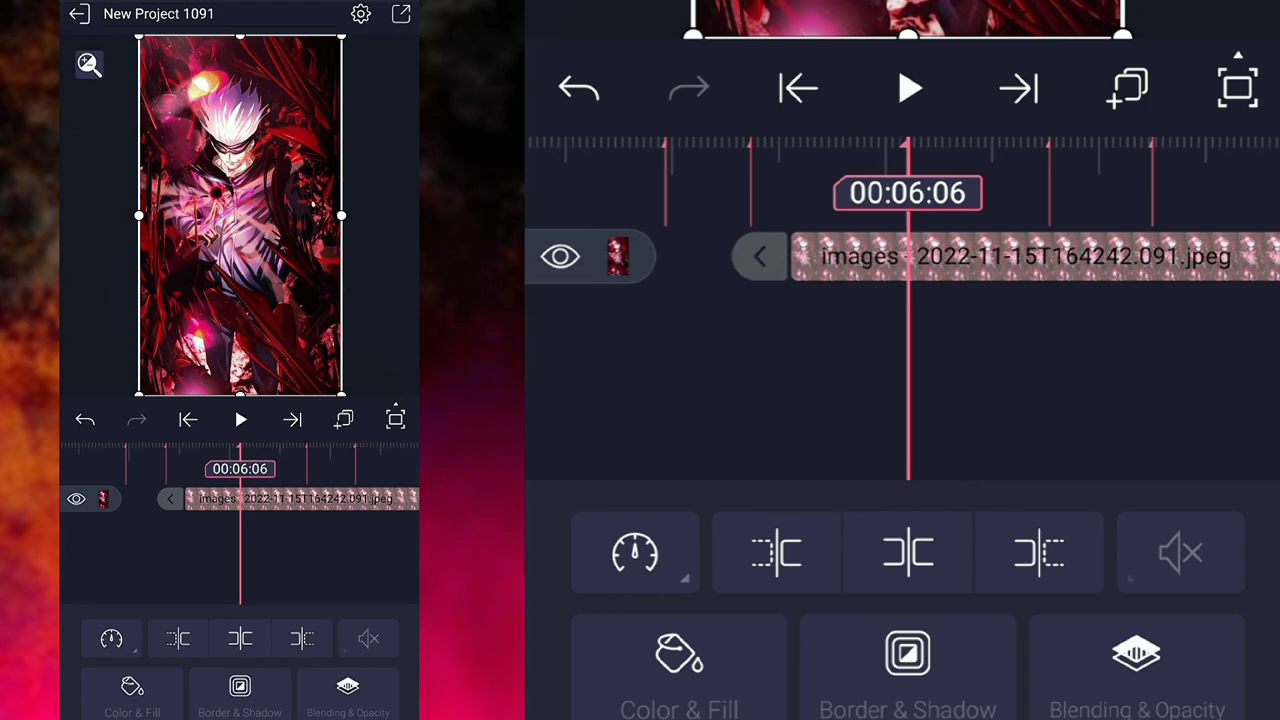 New Project 1091
00:06:06
images - 2022-11-15T164242.091.jpeg
Color & Fill
Border & Shadow
Blending & Opacity
00:06:06
images - 2022-11-15T164242.091.jpeg
Color & Fill
Border & Shadow
Blending & Opacity